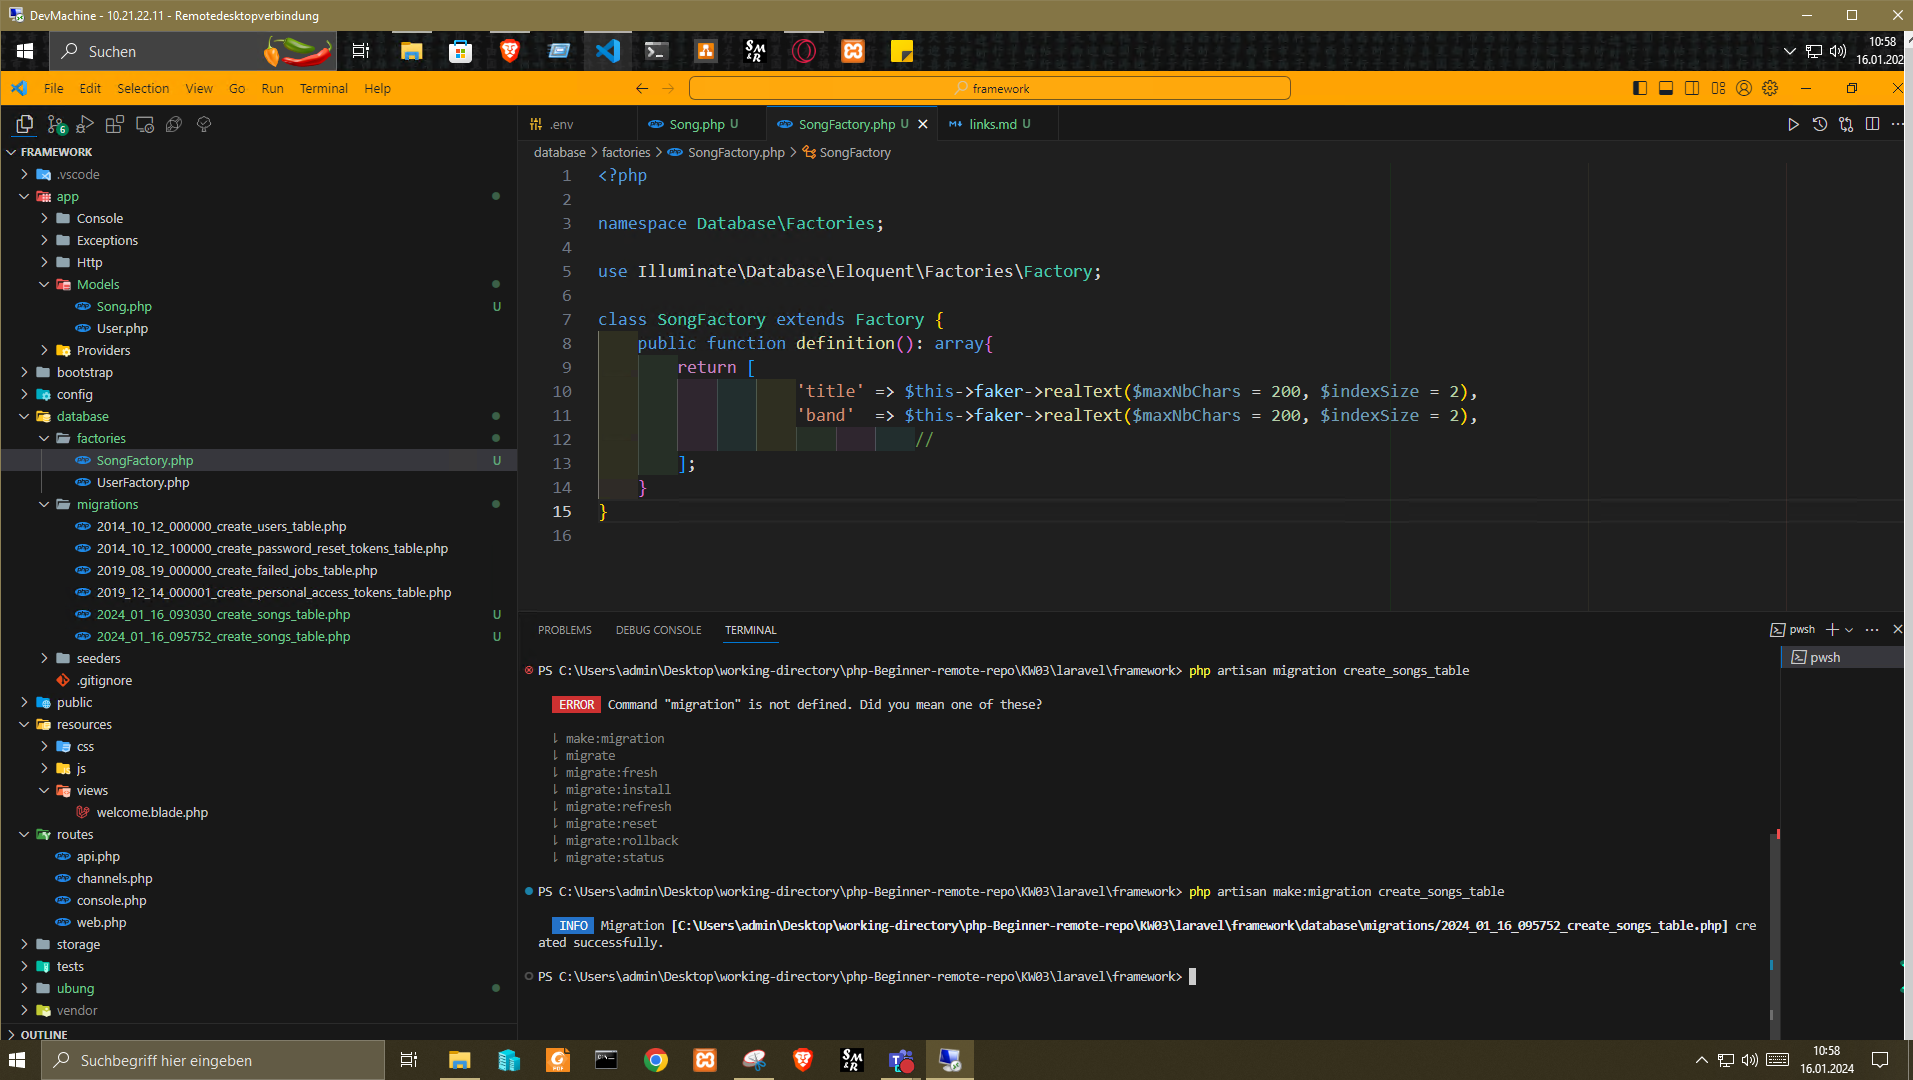 DevMachine - 10.21.22.11 - Remotedesktopverbindung
Suchen
10:58
16.01.202
File Edit Selection View Go Run Terminal Help
framework
.env
Song.php U
SongFactory.php U
links.md U
FRAMEWORK
database > factories > SongFactory.php > SongFactory
.vscode
app
Console
Exceptions
Http
Models
Song.php U
User.php
Providers
bootstrap
config
database
factories
SongFactory.php U
UserFactory.php
migrations
2014_10_12_000000_create_users_table.php
2014_10_12_100000_create_password_reset_tokens_table.php
2019_08_19_000000_create_failed_jobs_table.php
2019_12_14_000001_create_personal_access_tokens_table.php
2024_01_16_093030_create_songs_table.php U
2024_01_16_095752_create_songs_table.php U
seeders
.gitignore
public
resources
css
js
views
welcome.blade.php
routes
api.php
channels.php
console.php
web.php
storage
tests
ubung
vendor
OUTLINE
1 <?php
2
3 namespace Database\Factories;
4
5 use Illuminate\Database\Eloquent\Factories\Factory;
6
7 class SongFactory extends Factory {
8 public function definition(): array{
9 return [
10 'title' => $this->faker->realText($maxNbChars = 200, $indexSize = 2),
11 'band' => $this->faker->realText($maxNbChars = 200, $indexSize = 2),
12 //
13 ];
14 }
15 }
16
PROBLEMS DEBUG CONSOLE TERMINAL
pwsh
pwsh
PS C:\Users\admin\Desktop\working-directory\php-Beginner-remote-repo\KW03\laravel\framework> php artisan migration create_songs_table
ERROR Command "migration" is not defined. Did you mean one of these?
⇂ make:migration
⇂ migrate
⇂ migrate:fresh
⇂ migrate:install
⇂ migrate:refresh
⇂ migrate:reset
⇂ migrate:rollback
⇂ migrate:status
PS C:\Users\admin\Desktop\working-directory\php-Beginner-remote-repo\KW03\laravel\framework> php artisan make:migration create_songs_table
INFO Migration [C:\Users\admin\Desktop\working-directory\php-Beginner-remote-repo\KW03\laravel\framework\database\migrations/2024_01_16_095752_create_songs_table.php] cre
ated successfully.
PS C:\Users\admin\Desktop\working-directory\php-Beginner-remote-repo\KW03\laravel\framework>
Suchbegriff hier eingeben
10:58
16.01.2024